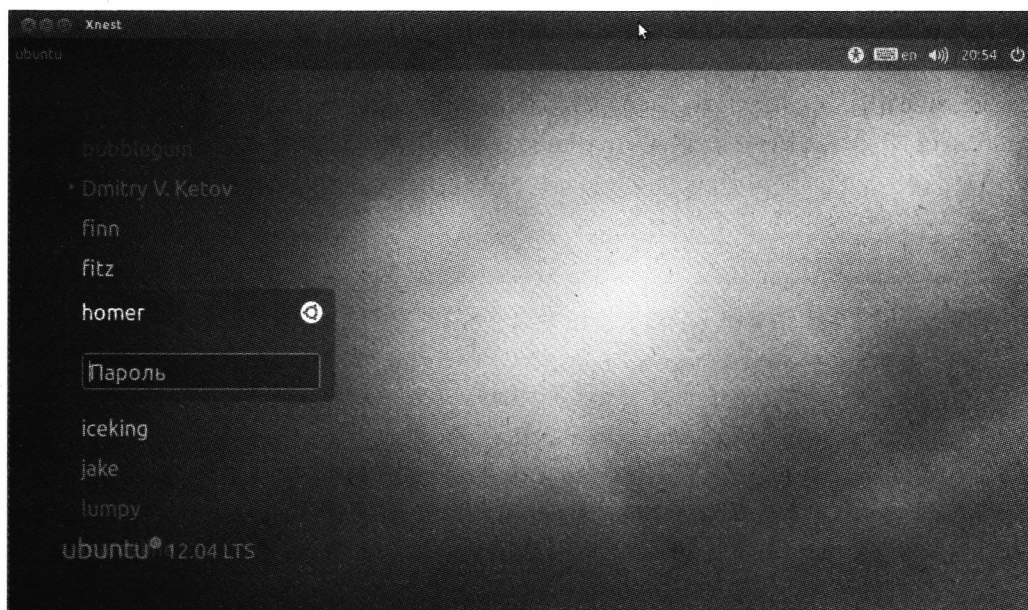 Xnest
ubuntu
en 20:54
bubblegum
Dmitry V. Ketov
finn
fitz
homer
Пароль
iceking
jake
lumpy
ubuntu 12.04 LTS